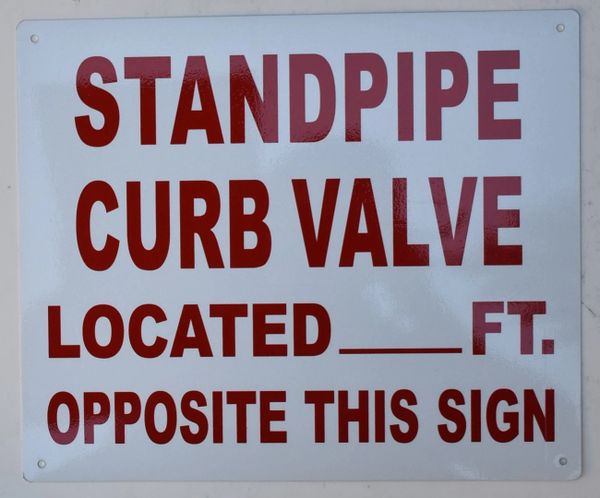 STANDPIPE
CURB VALVE
LOCATED____FT.
OPPOSITE THIS SIGN